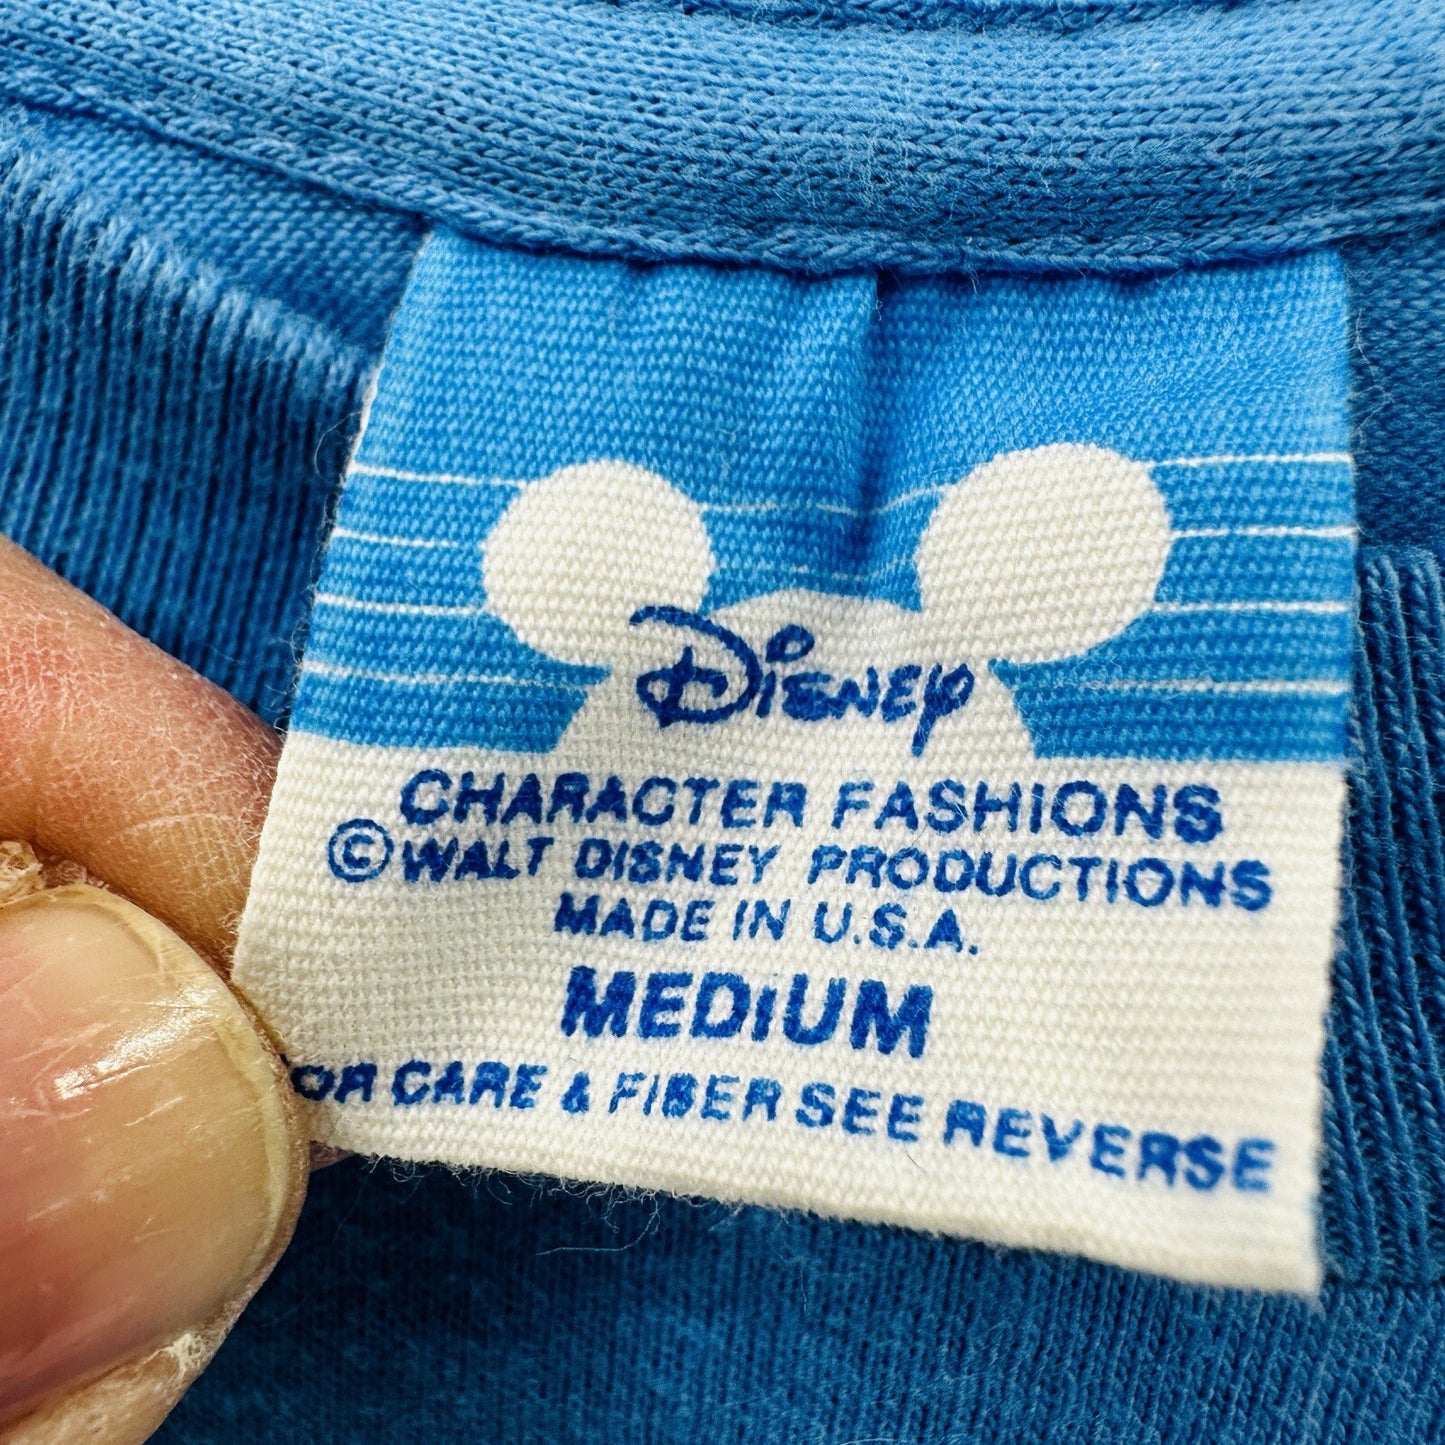 Disney
CHARACTER FASHIONS
©WALT DISNEY PRODUCTIONS
MADE IN U.S.A.
MEDIUM
OR CARE & FIBER SEE REVERSE